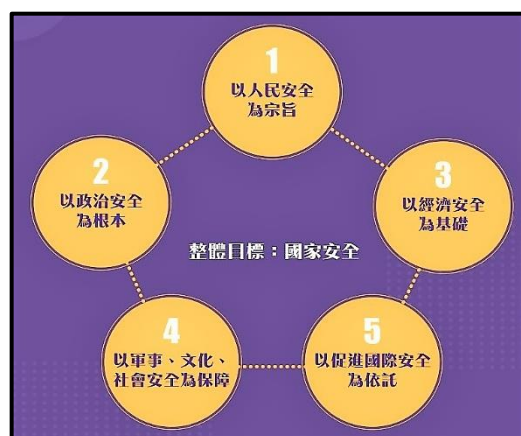 1
以人民安全
為宗旨
2
以政治安全
為根本
3
以經濟安全
為基礎
整體目標：國家安全
4
以軍事、文化、
社會安全為保障
5
以促進國際安全
為依託